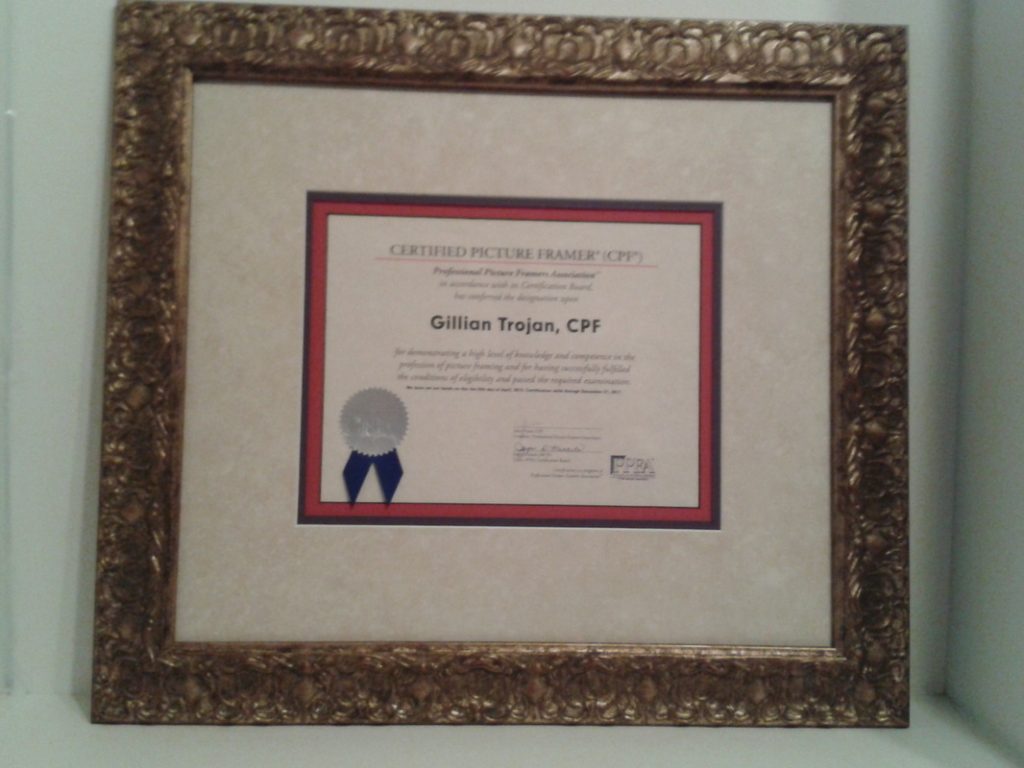 CERTIFIED PICTURE FRAMER® (CPF®)
Professional Picture Framers Association™
in accordance with its Certification Board,
has conferred the designation upon
Gillian Trojan, CPF
for demonstrating a high level of knowledge and competence in the
profession of picture framing and for having successfully fulfilled
the conditions of eligibility and passed the required examination.
PPFA